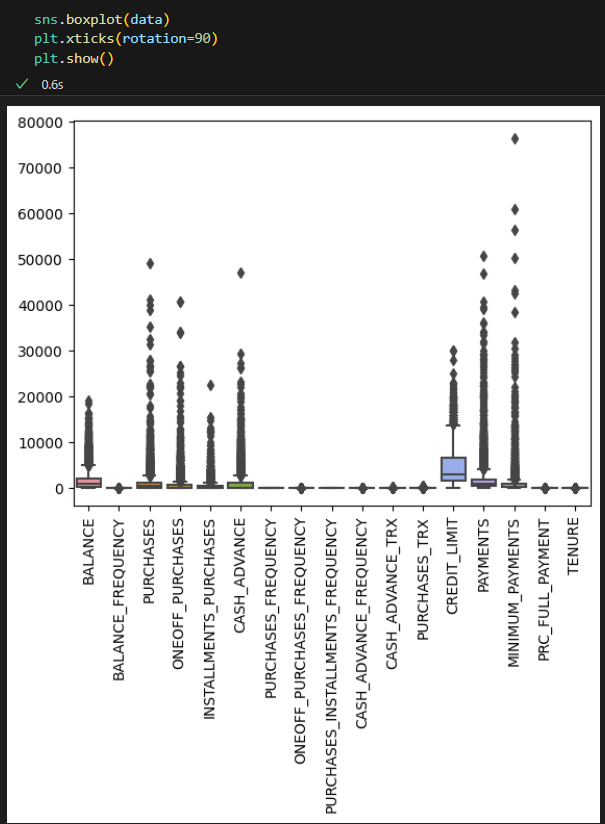 sns.boxplot(data)
plt.xticks(rotation=90)
plt.show()
0.6s
80000
70000
60000
50000
40000
30000
20000
10000
0
BALANCE
BALANCE_FREQUENCY
PURCHASES
ONEOFF_PURCHASES
INSTALLMENTS_PURCHASES
CASH_ADVANCE
PURCHASES_FREQUENCY
ONEOFF_PURCHASES_FREQUENCY
PURCHASES_INSTALLMENTS_FREQUENCY
CASH_ADVANCE_FREQUENCY
CASH_ADVANCE_TRX
PURCHASES_TRX
CREDIT_LIMIT
PAYMENTS
MINIMUM_PAYMENTS
PRC_FULL_PAYMENT
TENURE